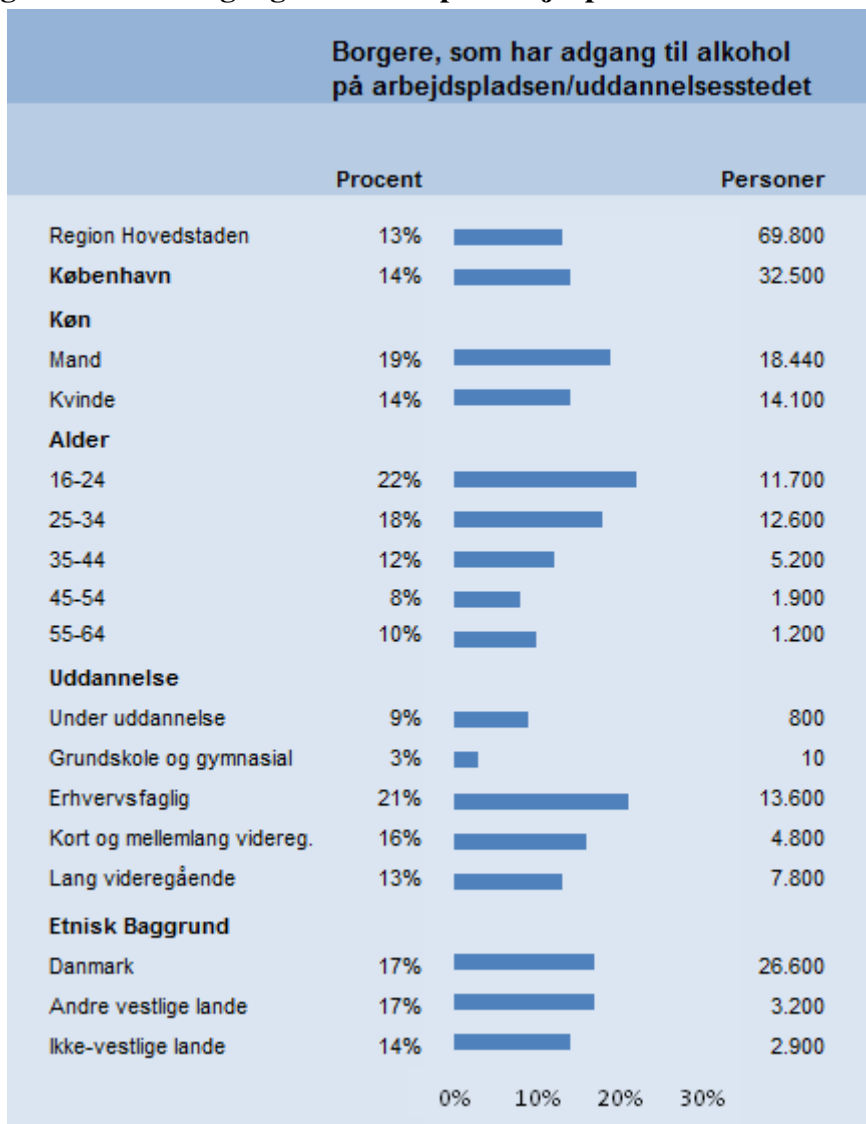 Borgere, som har adgang til alkohol
på arbejdspladsen/uddannelsesstedet
Procent Personer
Region Hovedstaden 13% 69.800
København 14% 32.500
Køn
Mand 19% 18.440
Kvinde 14% 14.100
Alder
16-24 22% 11.700
25-34 18% 12.600
35-44 12% 5.200
45-54 8% 1.900
55-64 10% 1.200
Uddannelse
Under uddannelse 9% 800
Grundskole og gymnasial 3% 10
Erhvervsfaglig 21% 13.600
Kort og mellemlang videreg. 16% 4.800
Lang videregående 13% 7.800
Etnisk Baggrund
Danmark 17% 26.600
Andre vestlige lande 17% 3.200
Ikke-vestlige lande 14% 2.900
0% 10% 20% 30%